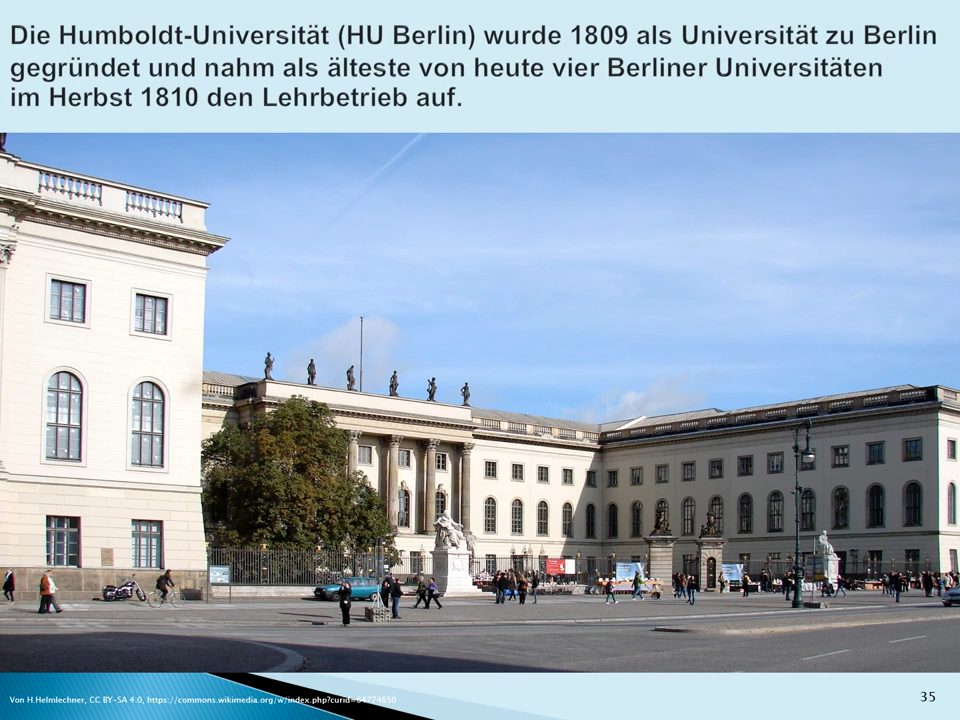 Die Humboldt-Universität (HU Berlin) wurde 1809 als Universität zu Berlin
gegründet und nahm als älteste von heute vier Berliner Universitäten
im Herbst 1810 den Lehrbetrieb auf.
Von H.Helmlechner, CC BY-SA 4.0, https://commons.wikimedia.org/w/index.php?curid=64774650
35